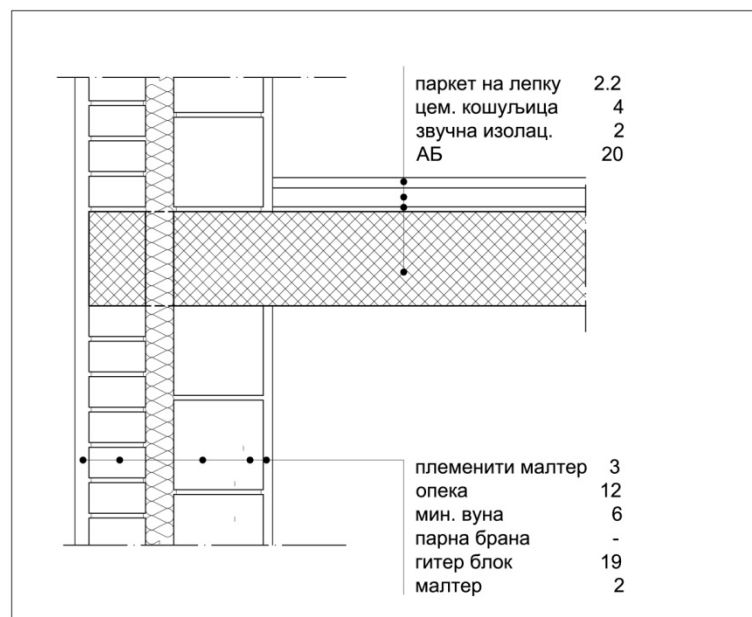 паркет на лепку 2.2
цем. кошуљица 4
звучна изолац. 2
АБ 20
племенити малтер 3
опека 12
мин. вуна 6
парна брана -
гитер блок 19
малтер 2